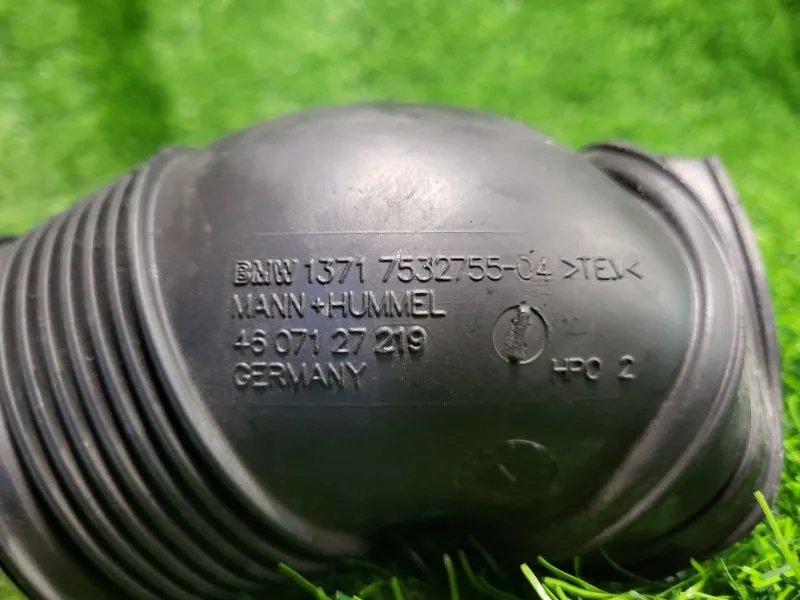 BMW 1371 7532755-04 >TEV<
MANN+HUMMEL
46 071 27 219
GERMANY
HPO 2